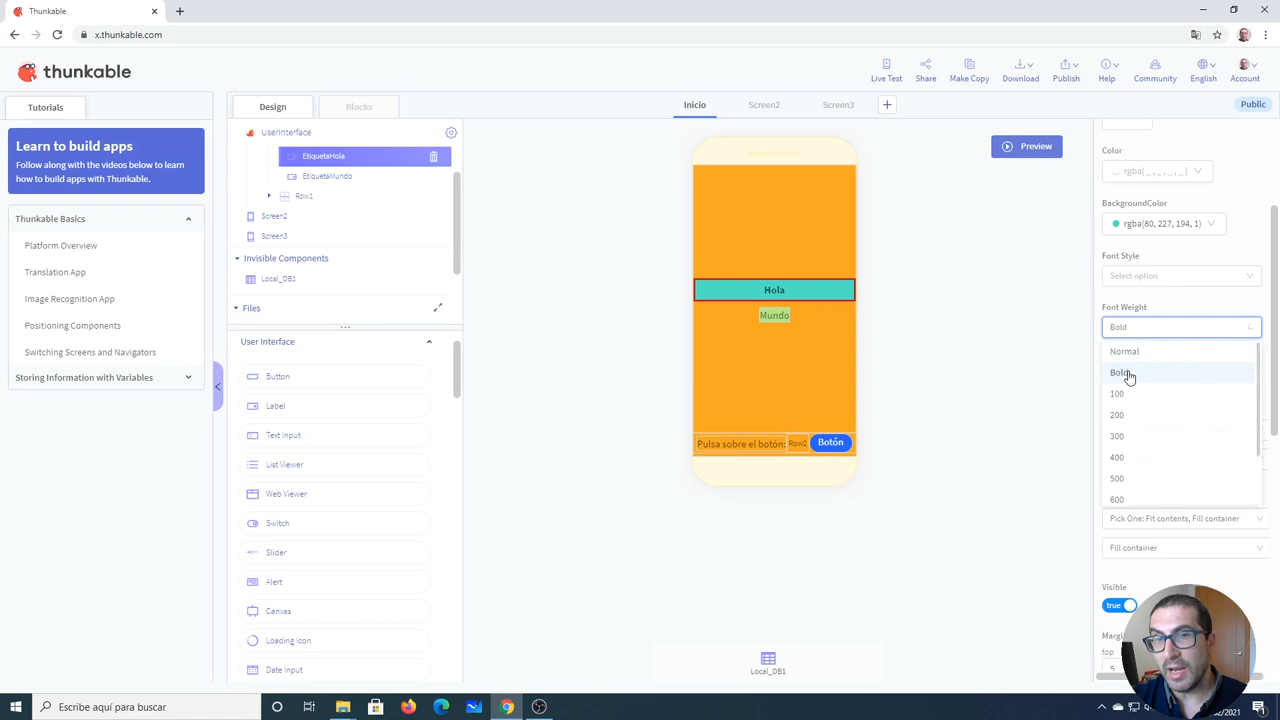 Thunkable
x.thunkable.com
thunkable
Live Test
Share
Make Copy
Download
Publish
Help
Community
English
Account
Tutorials
Design
Blocks
Inicio
Screen2
Screen3
Public
Learn to build apps
Follow along with the videos below to learn
how to build apps with Thunkable.
Thunkable Basics
Platform Overview
Translation App
Image Recognition App
Positioning Components
Switching Screens and Navigators
Storing Information with Variables
UserInterface
EtiquetaHola
EtiquetaMundo
Row1
Screen2
Screen3
Invisible Components
Local_DB1
Files
User Interface
Button
Label
Text Input
List Viewer
Web Viewer
Switch
Slider
Alert
Canvas
Loading Icon
Date Input
Preview
Hola
Mundo
Pulsa sobre el botón:
Row2
Botón
Local_DB1
Color
rgba(_,_,_,_)
BackgroundColor
rgba(80, 227, 194, 1)
Font Style
Select option
Font Weight
Bold
Normal
Bold
100
200
300
400
500
600
Pick One: Fit contents, Fill container
Fill container
Visible
true
top
5
Escribe aquí para buscar